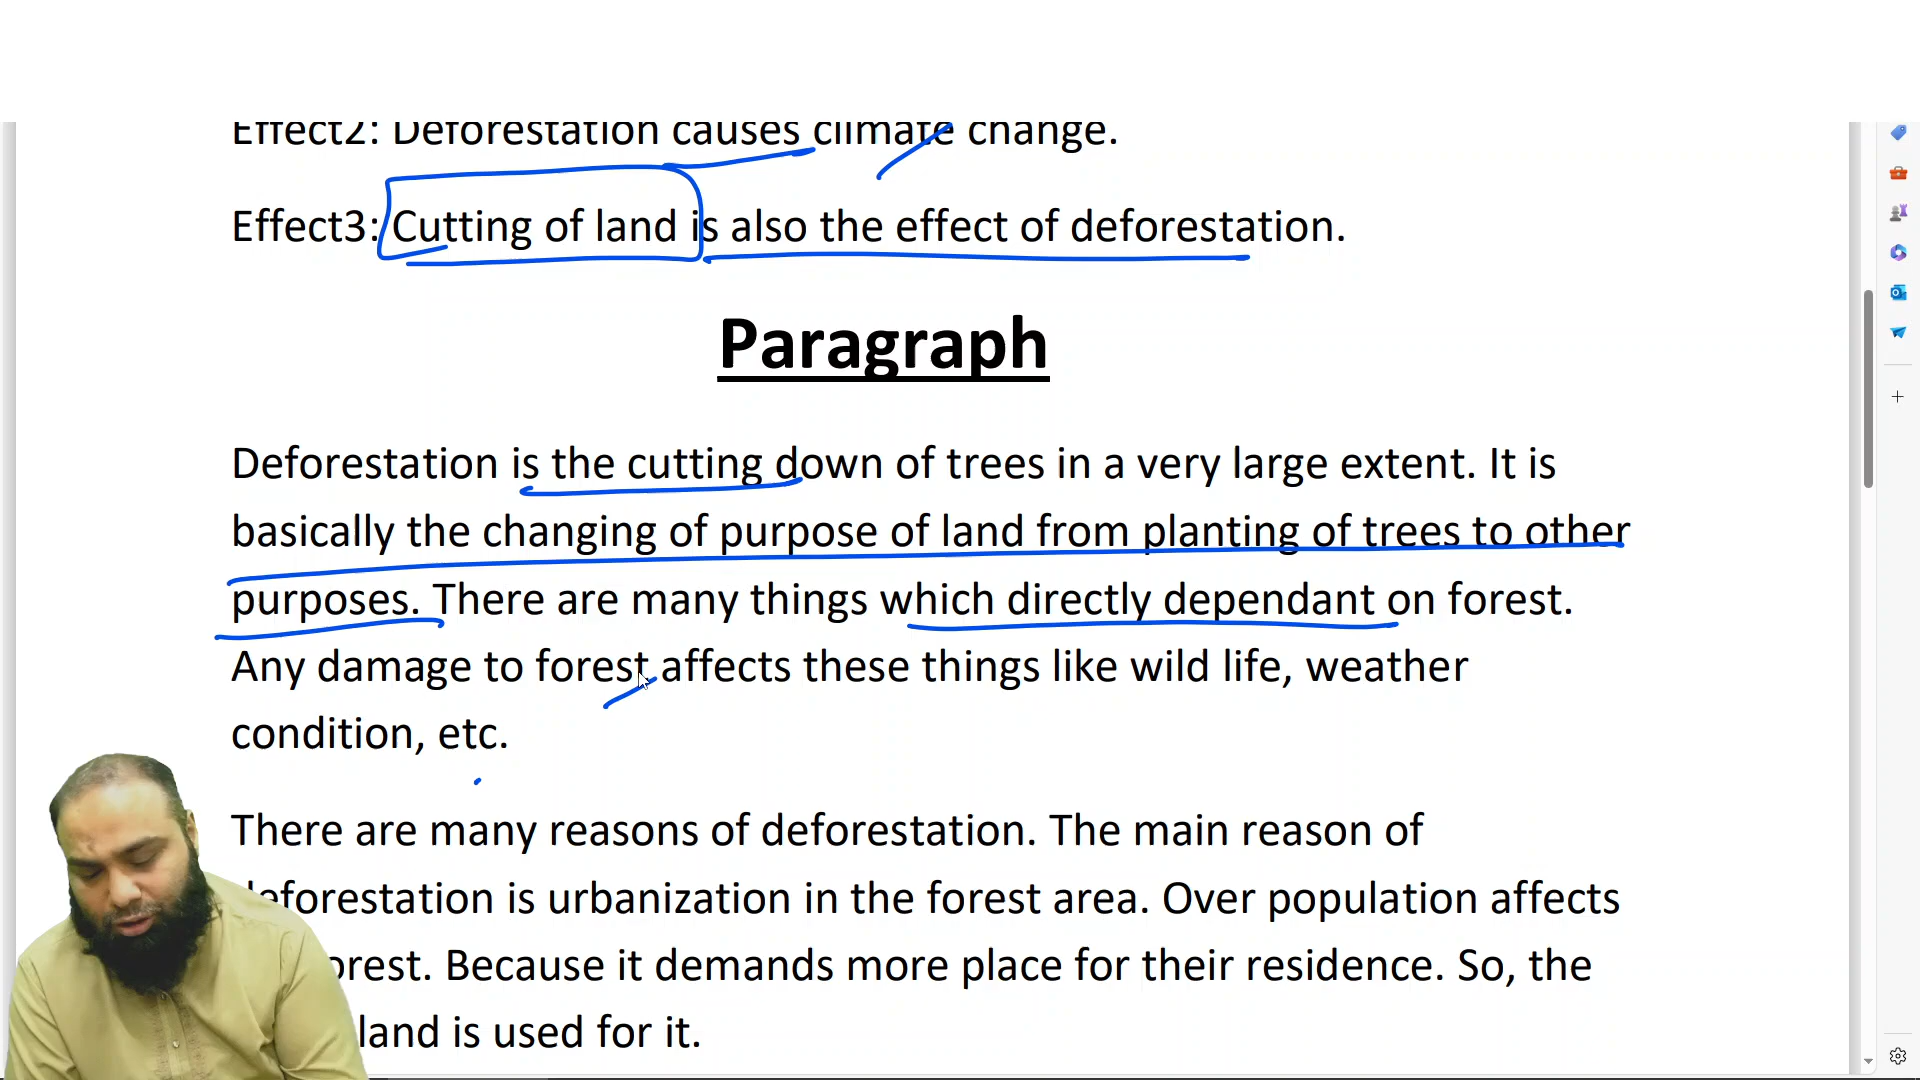 Effect2: Deforestation causes climate change.
Effect3: Cutting of land is also the effect of deforestation.
Paragraph
Deforestation is the cutting down of trees in a very large extent. It is
basically the changing of purpose of land from planting of trees to other
purposes. There are many things which directly dependant on forest.
Any damage to forest affects these things like wild life, weather
condition, etc.
There are many reasons of deforestation. The main reason of
deforestation is urbanization in the forest area. Over population affects
forest. Because it demands more place for their residence. So, the
land is used for it.